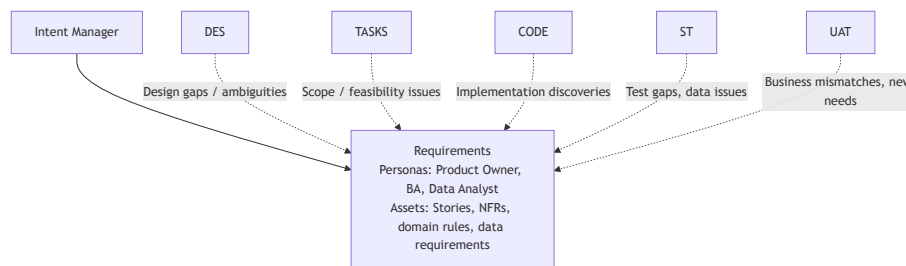 Intent Manager
DES
TASKS
CODE
ST
UAT
Design gaps / ambiguities
Scope / feasibility issues
Implementation discoveries
Test gaps, data issues
Business mismatches, new
needs
Requirements
Personas: Product Owner,
BA, Data Analyst
Assets: Stories, NFRs,
domain rules, data
requirements